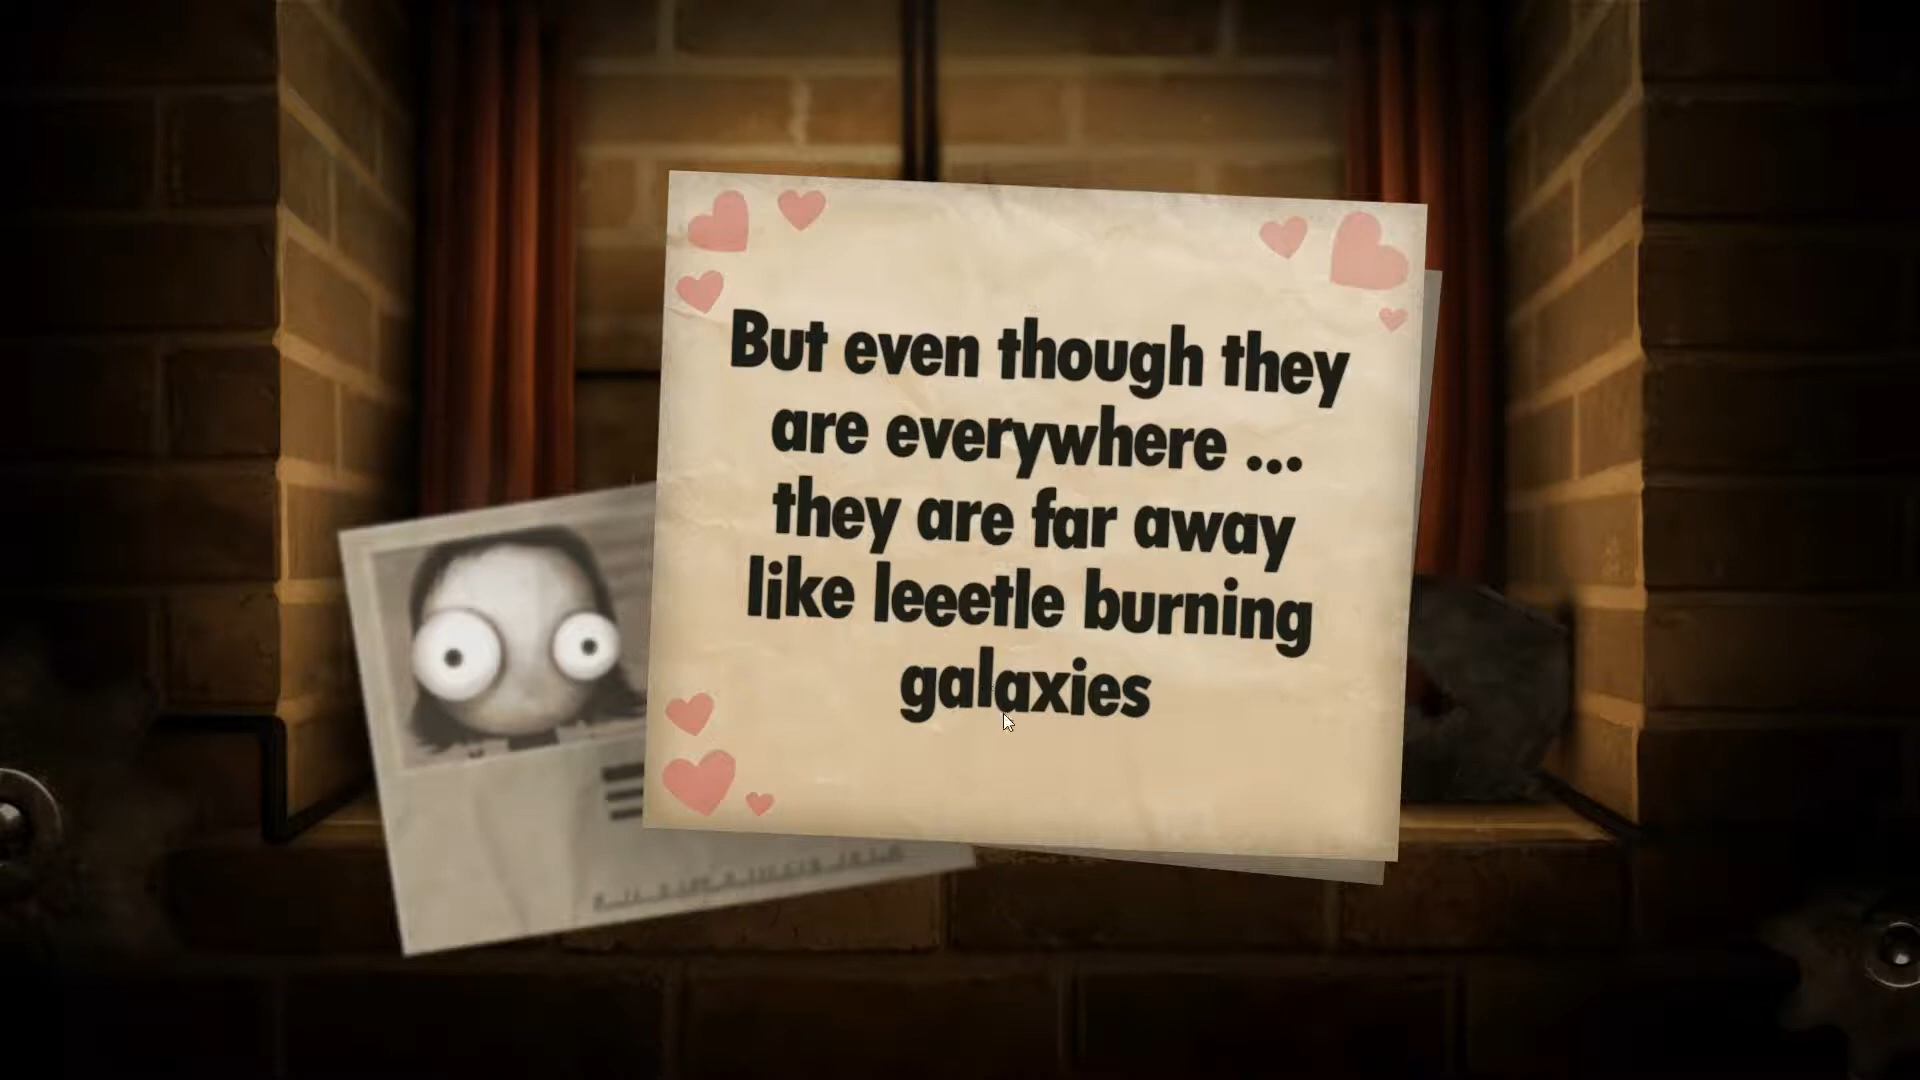 But even though they
are everywhere ...
they are far away
like leeetle burning
galaxies